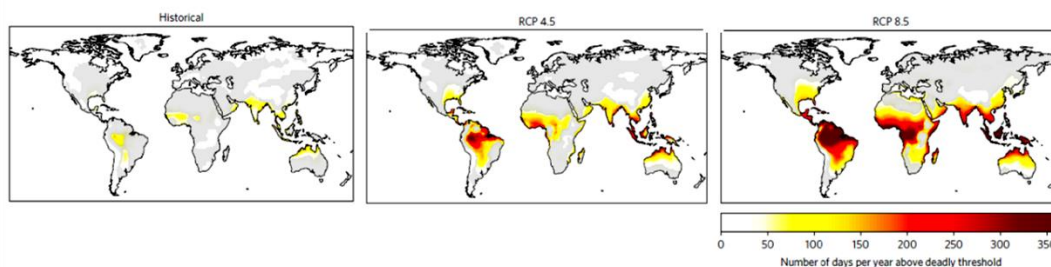 Historical
RCP 4.5
RCP 8.5
0 50 100 150 200 250 300 350
Number of days per year above deadly threshold